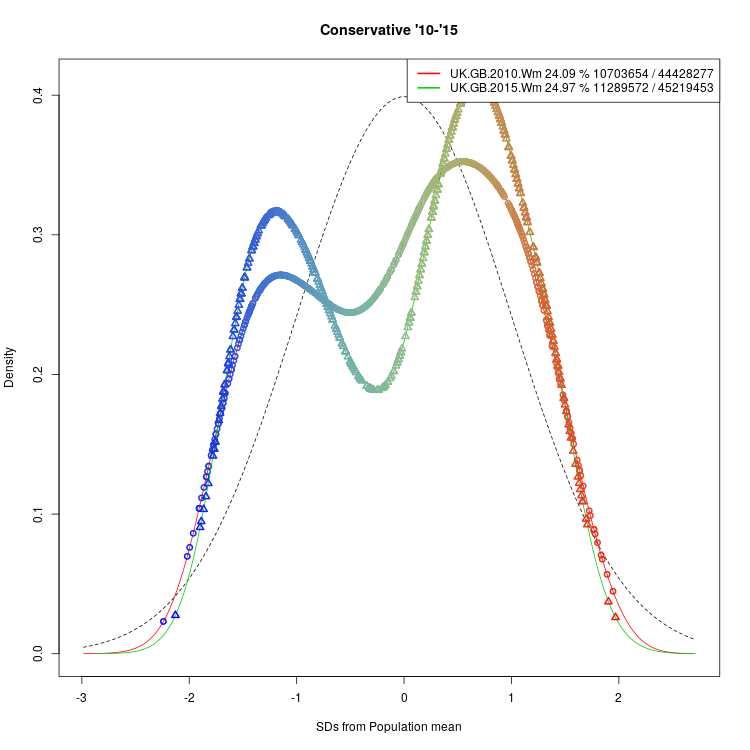 Conservative '10-'15
UK.GB.2010.Wm 24.09 % 10703654 / 44428277
UK.GB.2015.Wm 24.97 % 11289572 / 45219453
Density
0.4
0.3
0.2
0.1
0.0
-3 -2 -1 0 1 2
SDs from Population mean